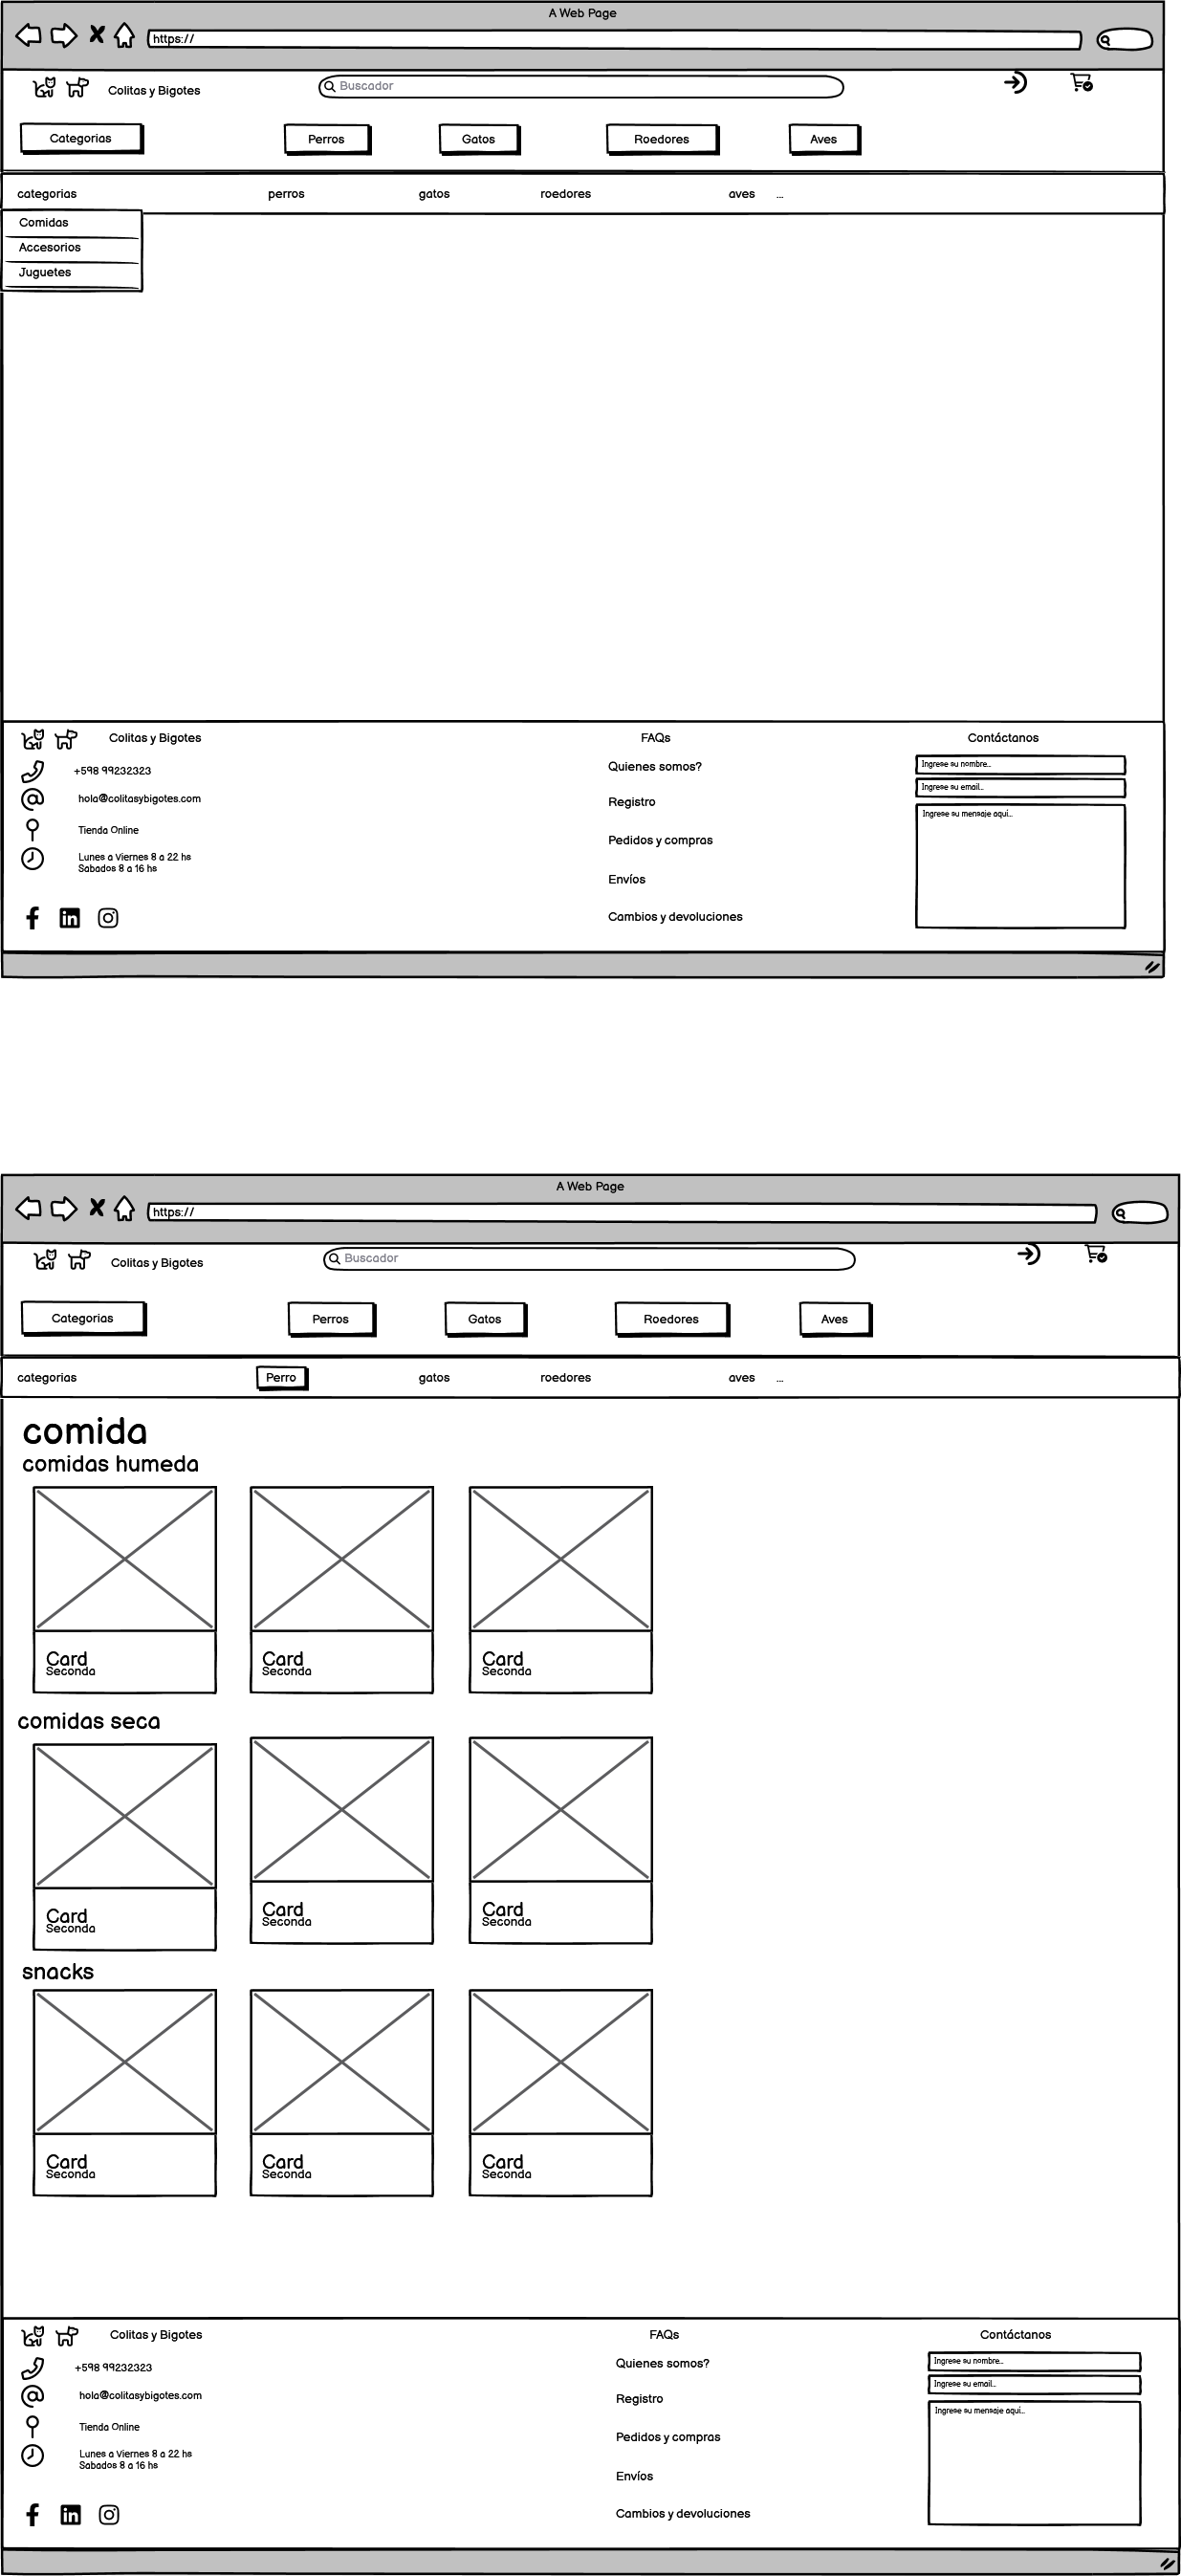 A Web Page
https://
Colitas y Bigotes
Buscador
Categorias
Perros
Gatos
Roedores
Aves
categorias perros gatos roedores aves ...
Comidas
Accesorios
Juguetes
Colitas y Bigotes
+598 99232323
hola@colitasybigotes.com
Tienda Online
Lunes a Viernes 8 a 22 hs
Sabados 8 a 16 hs
FAQs
Quienes somos?
Registro
Pedidos y compras
Envíos
Cambios y devoluciones
Contáctanos
Ingrese su nombre...
Ingrese su email...
Ingrese su mensaje aqui...
A Web Page
https://
Colitas y Bigotes
Buscador
Categorias
Perros
Gatos
Roedores
Aves
categorias Perro gatos roedores aves ...
comida
comidas humeda
Card
Seconda
Card
Seconda
Card
Seconda
comidas seca
Card
Seconda
Card
Seconda
Card
Seconda
snacks
Card
Seconda
Card
Seconda
Card
Seconda
Colitas y Bigotes
+598 99232323
hola@colitasybigotes.com
Tienda Online
Lunes a Viernes 8 a 22 hs
Sabados 8 a 16 hs
FAQs
Quienes somos?
Registro
Pedidos y compras
Envíos
Cambios y devoluciones
Contáctanos
Ingrese su nombre...
Ingrese su email...
Ingrese su mensaje aqui...